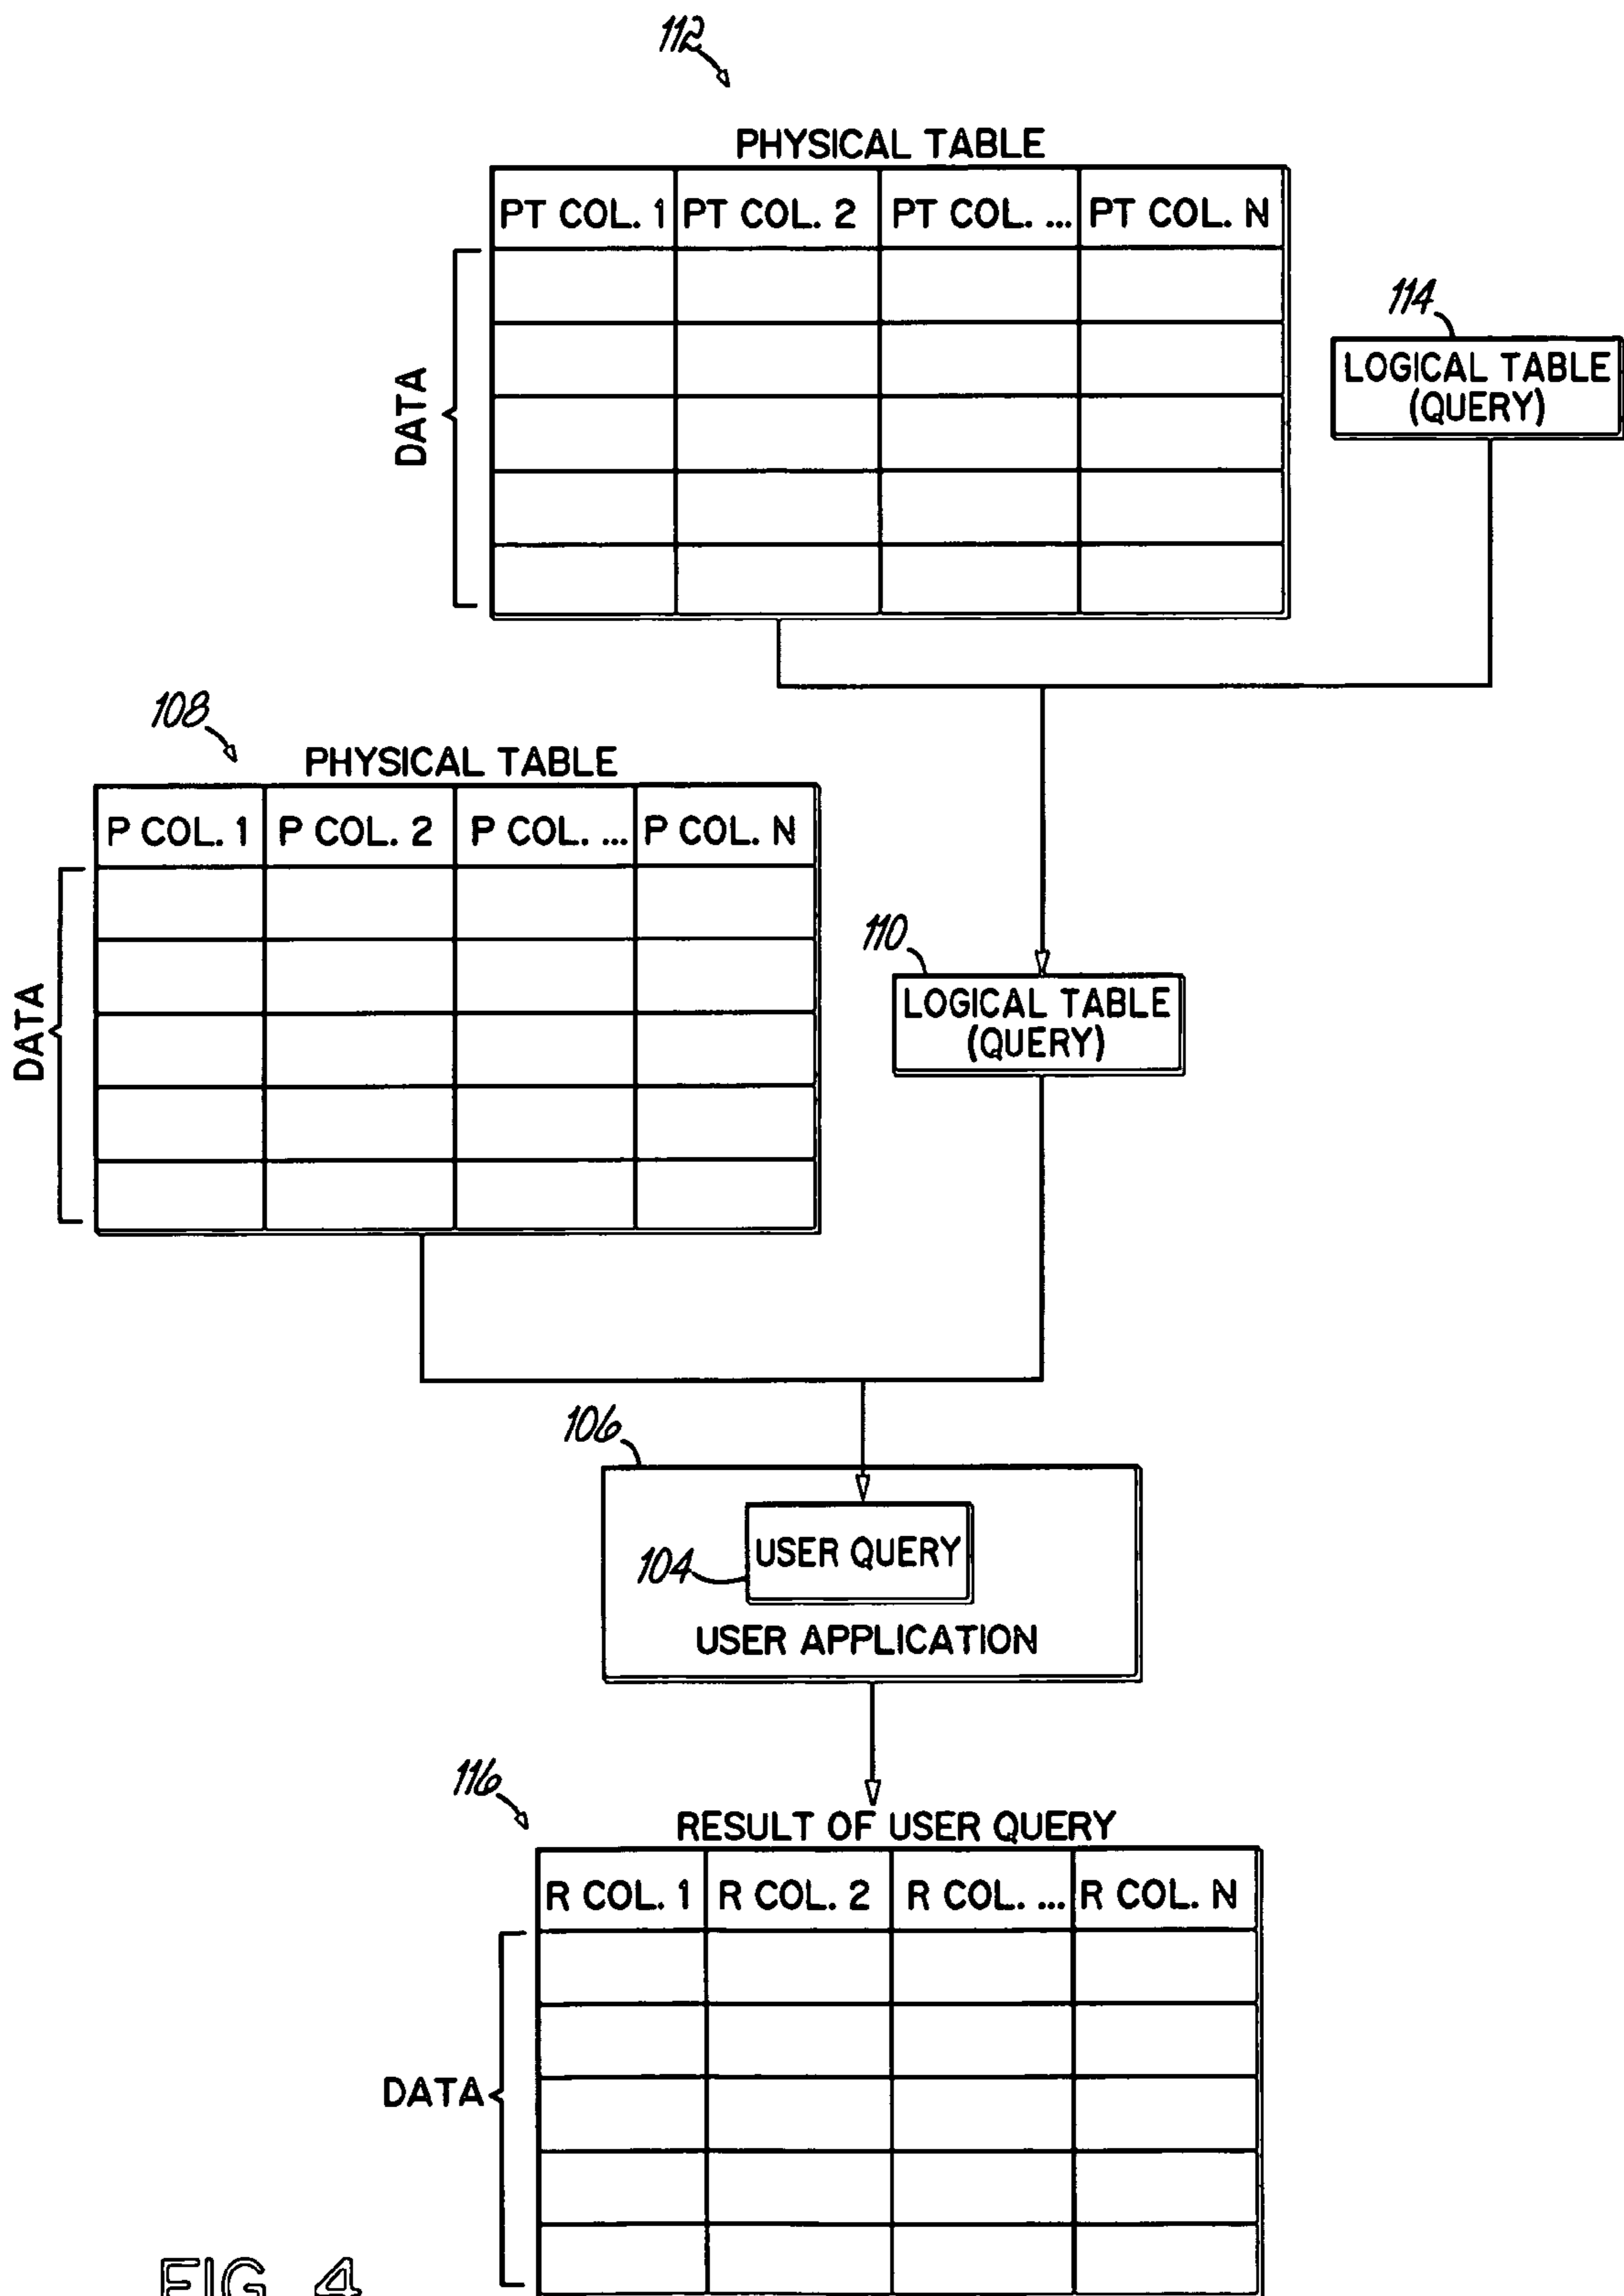 112
PHYSICAL TABLE
PT COL. 1 PT COL. 2 PT COL. ... PT COL. N
DATA
114
LOGICAL TABLE
(QUERY)
108
PHYSICAL TABLE
P COL. 1 P COL. 2 P COL. ... P COL. N
DATA
110
LOGICAL TABLE
(QUERY)
106
104
USER QUERY
USER APPLICATION
116
RESULT OF USER QUERY
R COL. 1 R COL. 2 R COL. ... R COL. N
DATA
FIG. 4